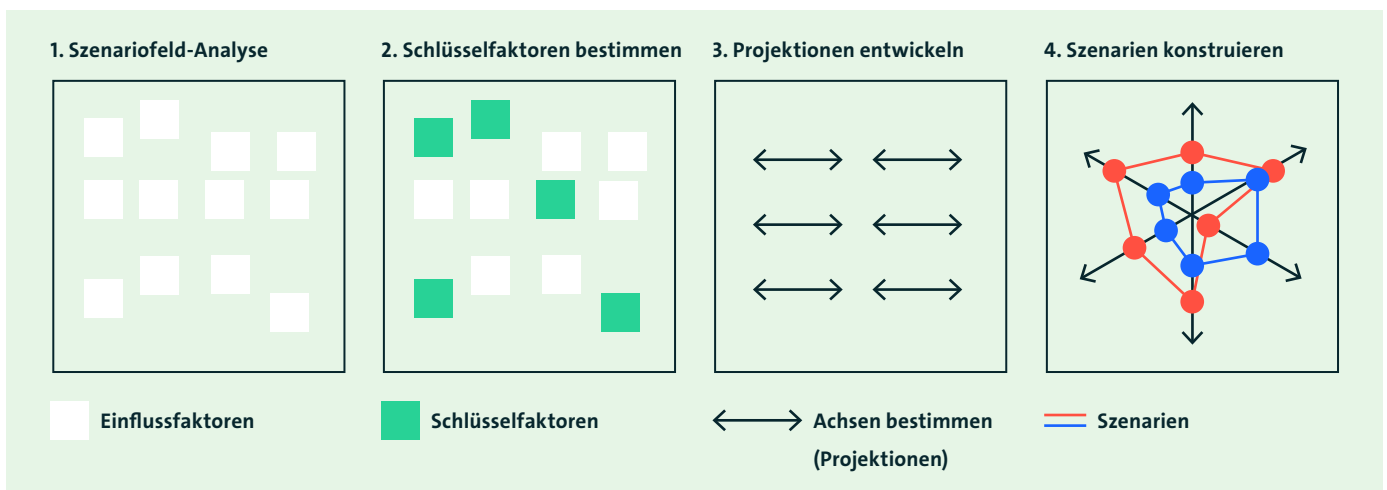 1. Szenariofeld-Analyse
2. Schlüsselfaktoren bestimmen
3. Projektionen entwickeln
4. Szenarien konstruieren
Einflussfaktoren
Schlüsselfaktoren
Achsen bestimmen
(Projektionen)
Szenarien